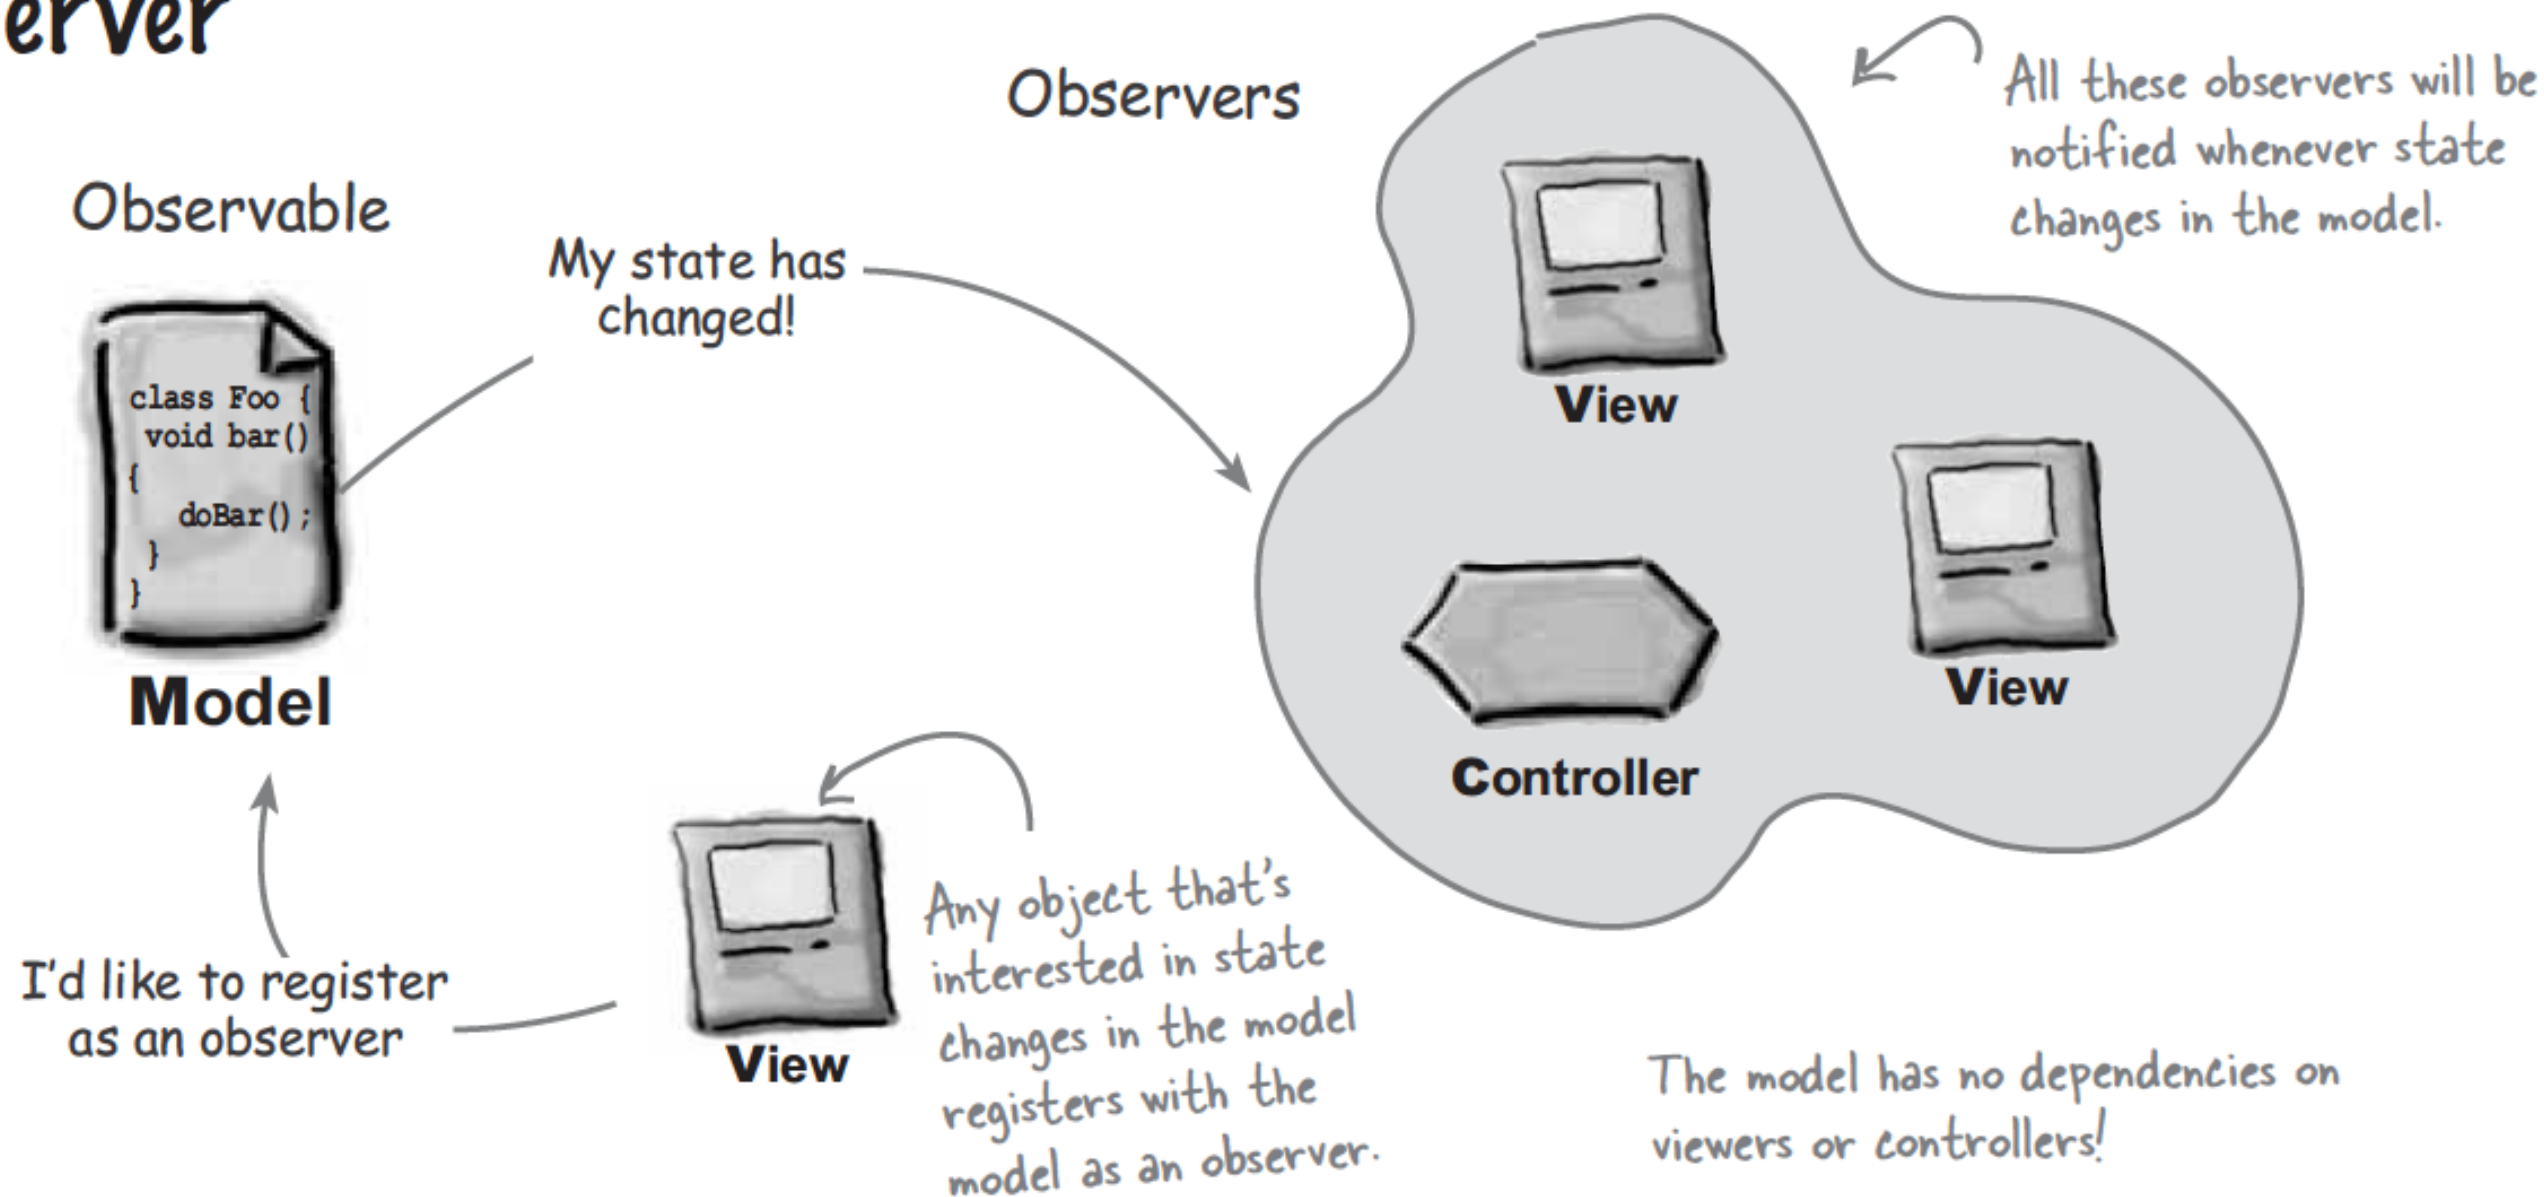 erver
Observable
Observers
All these observers will be
notified whenever state
changes in the model.
My state has
changed!
class Foo {
void bar()
{
doBar();
}
}
Model
View
View
Controller
I'd like to register
as an observer
View
Any object that's
interested in state
changes in the model
registers with the
model as an observer.
The model has no dependencies on
viewers or controllers!